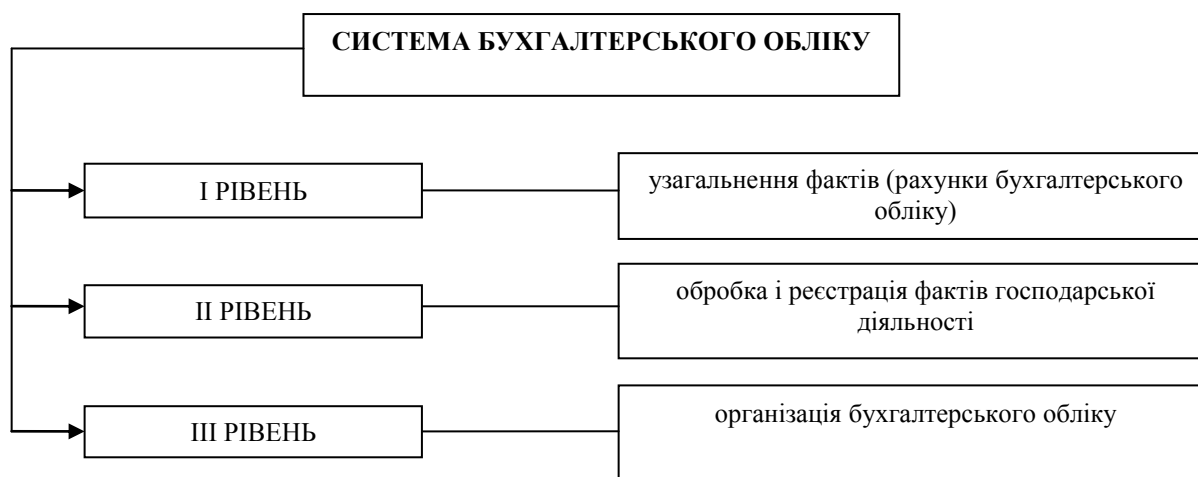 СИСТЕМА БУХГАЛТЕРСЬКОГО ОБЛІКУ
І РІВЕНЬ
узагальнення фактів (рахунки бухгалтерського
обліку)
ІІ РІВЕНЬ
обробка і реєстрація фактів господарської
діяльності
ІІІ РІВЕНЬ
організація бухгалтерського обліку